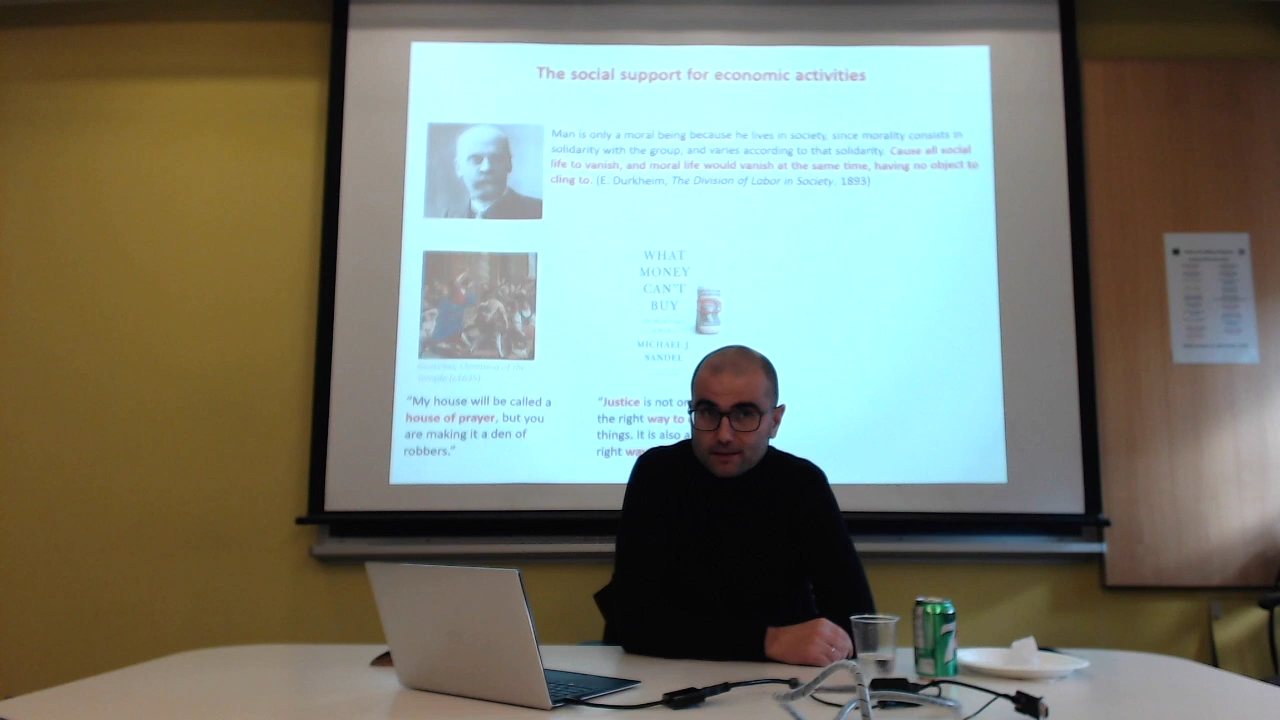 The social support for economic activities
Man is only a moral being because he lives in society, since morality consists in
solidarity with the group, and varies according to that solidarity. Cause all social
life to vanish, and moral life would vanish at the same time, having no object to
cling to. (E. Durkheim, The Division of Labor in Society. 1893)
WHAT
MONEY
CAN'T
BUY
MICHAEL J.
SANDEL
"My house will be called a
house of prayer, but you
are making it a den of
robbers."
"Justice is not
the right way to
things. It is also a
right
7